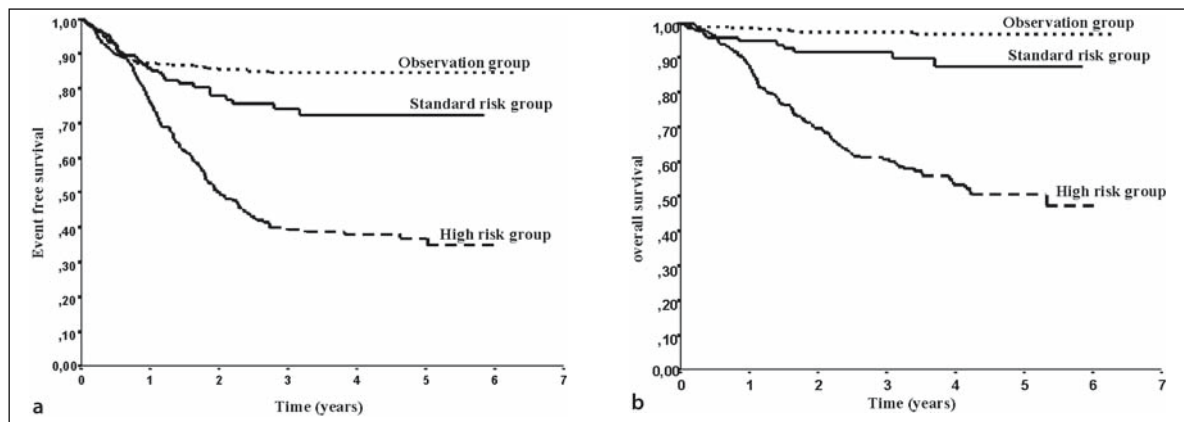 1,00
,90
,80
,70
,60
,50
,40
,30
,20
,10
0,00
Event free survival
Observation group
Standard risk group
High risk group
0 1 2 3 4 5 6 7
Time (years)
a
1,00
,90
,80
,70
,60
,50
,40
,30
,20
,10
0,00
overall survival
Observation group
Standard risk group
High risk group
0 1 2 3 4 5 6 7
Time (years)
b